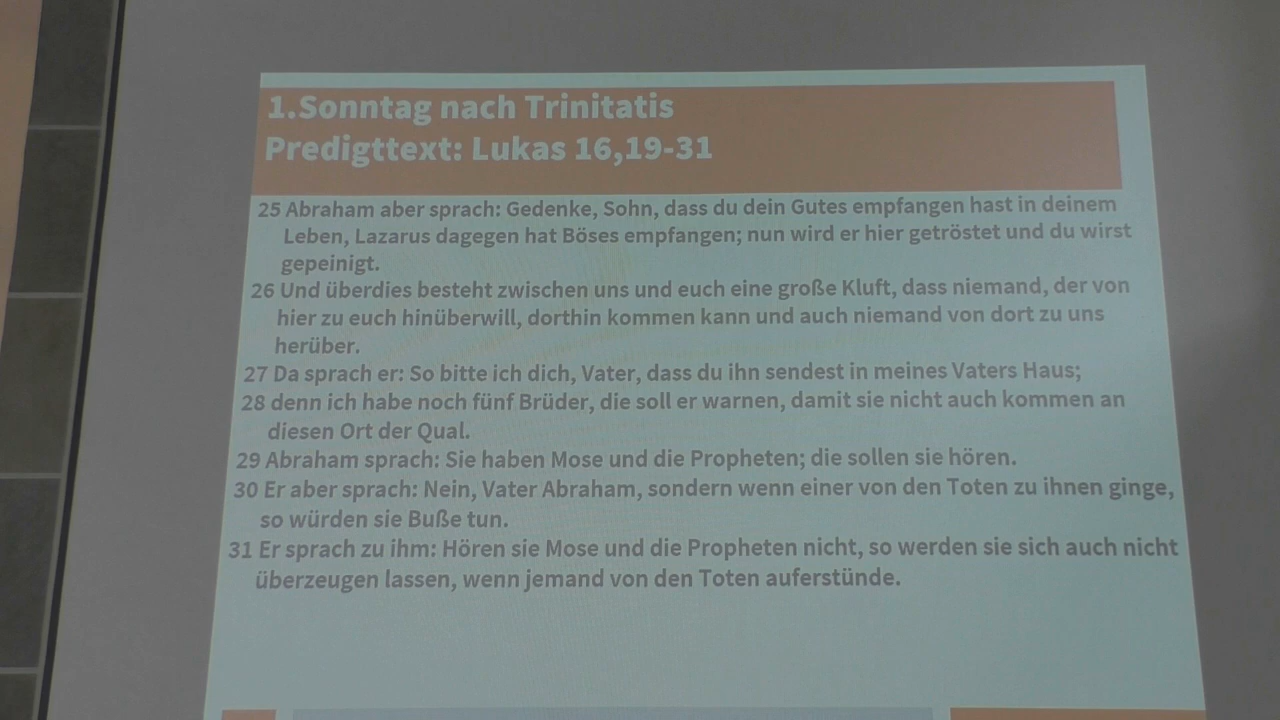 1.Sonntag nach Trinitatis
Predigttext: Lukas 16,19-31
25 Abraham aber sprach: Gedenke, Sohn, dass du dein Gutes empfangen hast in deinem
Leben, Lazarus dagegen hat Böses empfangen; nun wird er hier getröstet und du wirst
gepeinigt.
26 Und überdies besteht zwischen uns und euch eine große Kluft, dass niemand, der von
hier zu euch hinüberwill, dorthin kommen kann und auch niemand von dort zu uns
herüber.
27 Da sprach er: So bitte ich dich, Vater, dass du ihn sendest in meines Vaters Haus;
28 denn ich habe noch fünf Brüder, die soll er warnen, damit sie nicht auch kommen an
diesen Ort der Qual.
29 Abraham sprach: Sie haben Mose und die Propheten; die sollen sie hören.
30 Er aber sprach: Nein, Vater Abraham, sondern wenn einer von den Toten zu ihnen ginge,
so würden sie Buße tun.
31 Er sprach zu ihm: Hören sie Mose und die Propheten nicht, so werden sie sich auch nicht
überzeugen lassen, wenn jemand von den Toten auferstünde.